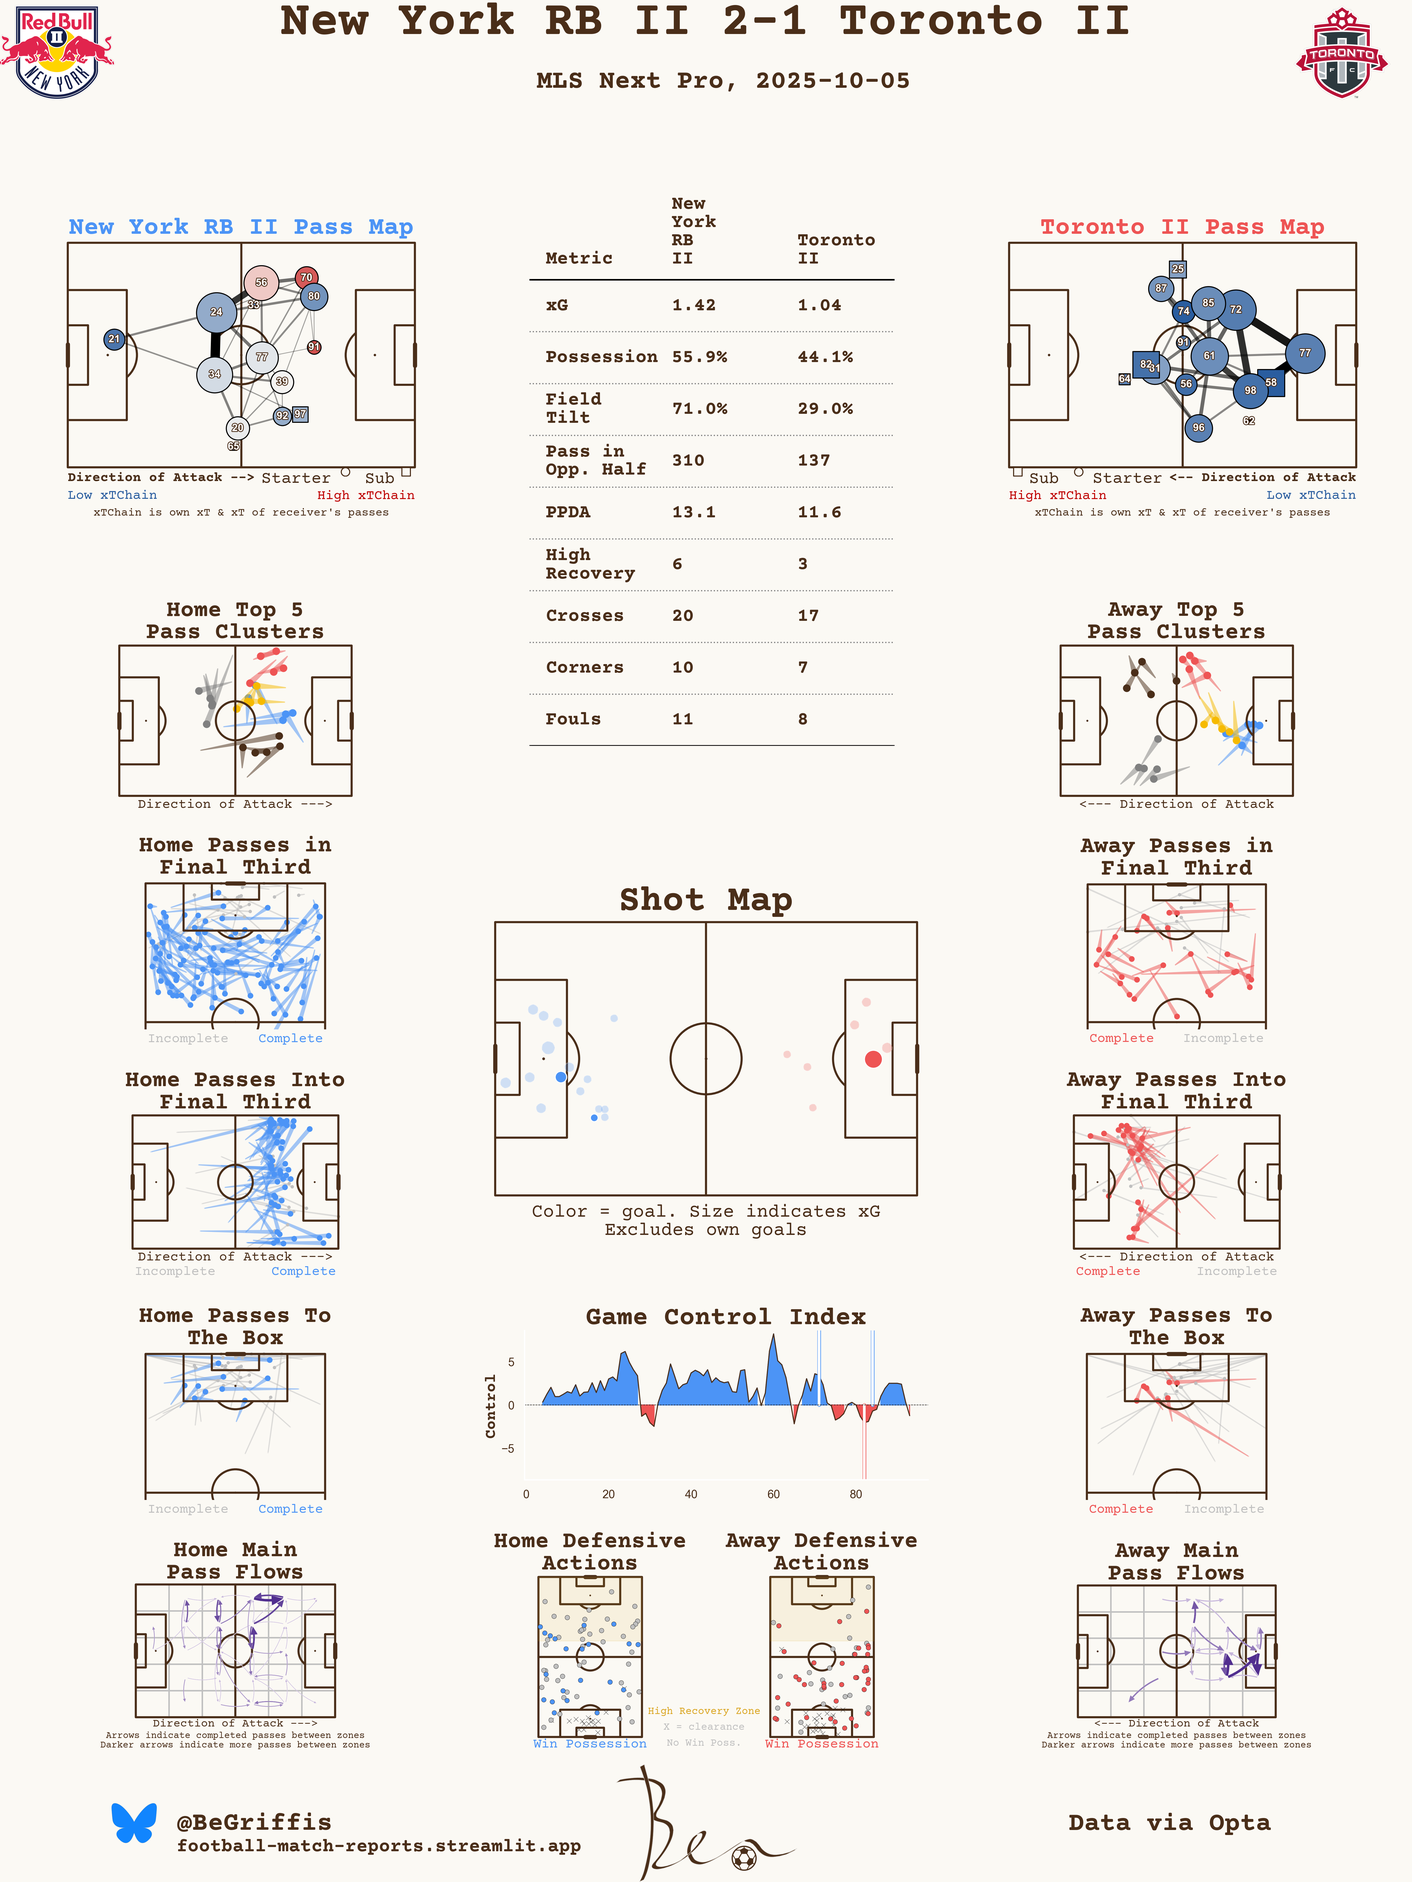 New York RB II 2-1 Toronto II
MLS Next Pro, 2025-10-05
Red Bull
II
NEW YORK
TORONTO
F C
New York RB II Pass Map
56
70
80
33
24
21
91
77
34
39
92
97
20
65
Direction of Attack --> Starter Sub
Low xTChain High xTChain
xTChain is own xT & xT of receiver's passes
Metric New York RB II Toronto II
xG 1.42 1.04
Possession 55.9% 44.1%
Field Tilt 71.0% 29.0%
Pass in Opp. Half 310 137
PPDA 13.1 11.6
High Recovery 6 3
Crosses 20 17
Corners 10 7
Fouls 11 8
Toronto II Pass Map
25
87
85
74
72
91
77
61
82
31
64
56
58
98
62
96
Sub Starter <-- Direction of Attack
High xTChain Low xTChain
xTChain is own xT & xT of receiver's passes
Home Top 5
Pass Clusters
Direction of Attack --->
Away Top 5
Pass Clusters
<--- Direction of Attack
Home Passes in
Final Third
Incomplete Complete
Away Passes in
Final Third
Complete Incomplete
Shot Map
Color = goal. Size indicates xG
Excludes own goals
Home Passes Into
Final Third
Direction of Attack --->
Incomplete Complete
Away Passes Into
Final Third
<--- Direction of Attack
Complete Incomplete
Home Passes To
The Box
Incomplete Complete
Game Control Index
Control
5
0
−5
0 20 40 60 80
Away Passes To
The Box
Complete Incomplete
Home Main
Pass Flows
Direction of Attack --->
Arrows indicate completed passes between zones
Darker arrows indicate more passes between zones
Home Defensive
Actions
Win Possession
High Recovery Zone
X = clearance
No Win Poss.
Away Defensive
Actions
Win Possession
Away Main
Pass Flows
<--- Direction of Attack
Arrows indicate completed passes between zones
Darker arrows indicate more passes between zones
@BeGriffis
football-match-reports.streamlit.app
Ben
Data via Opta